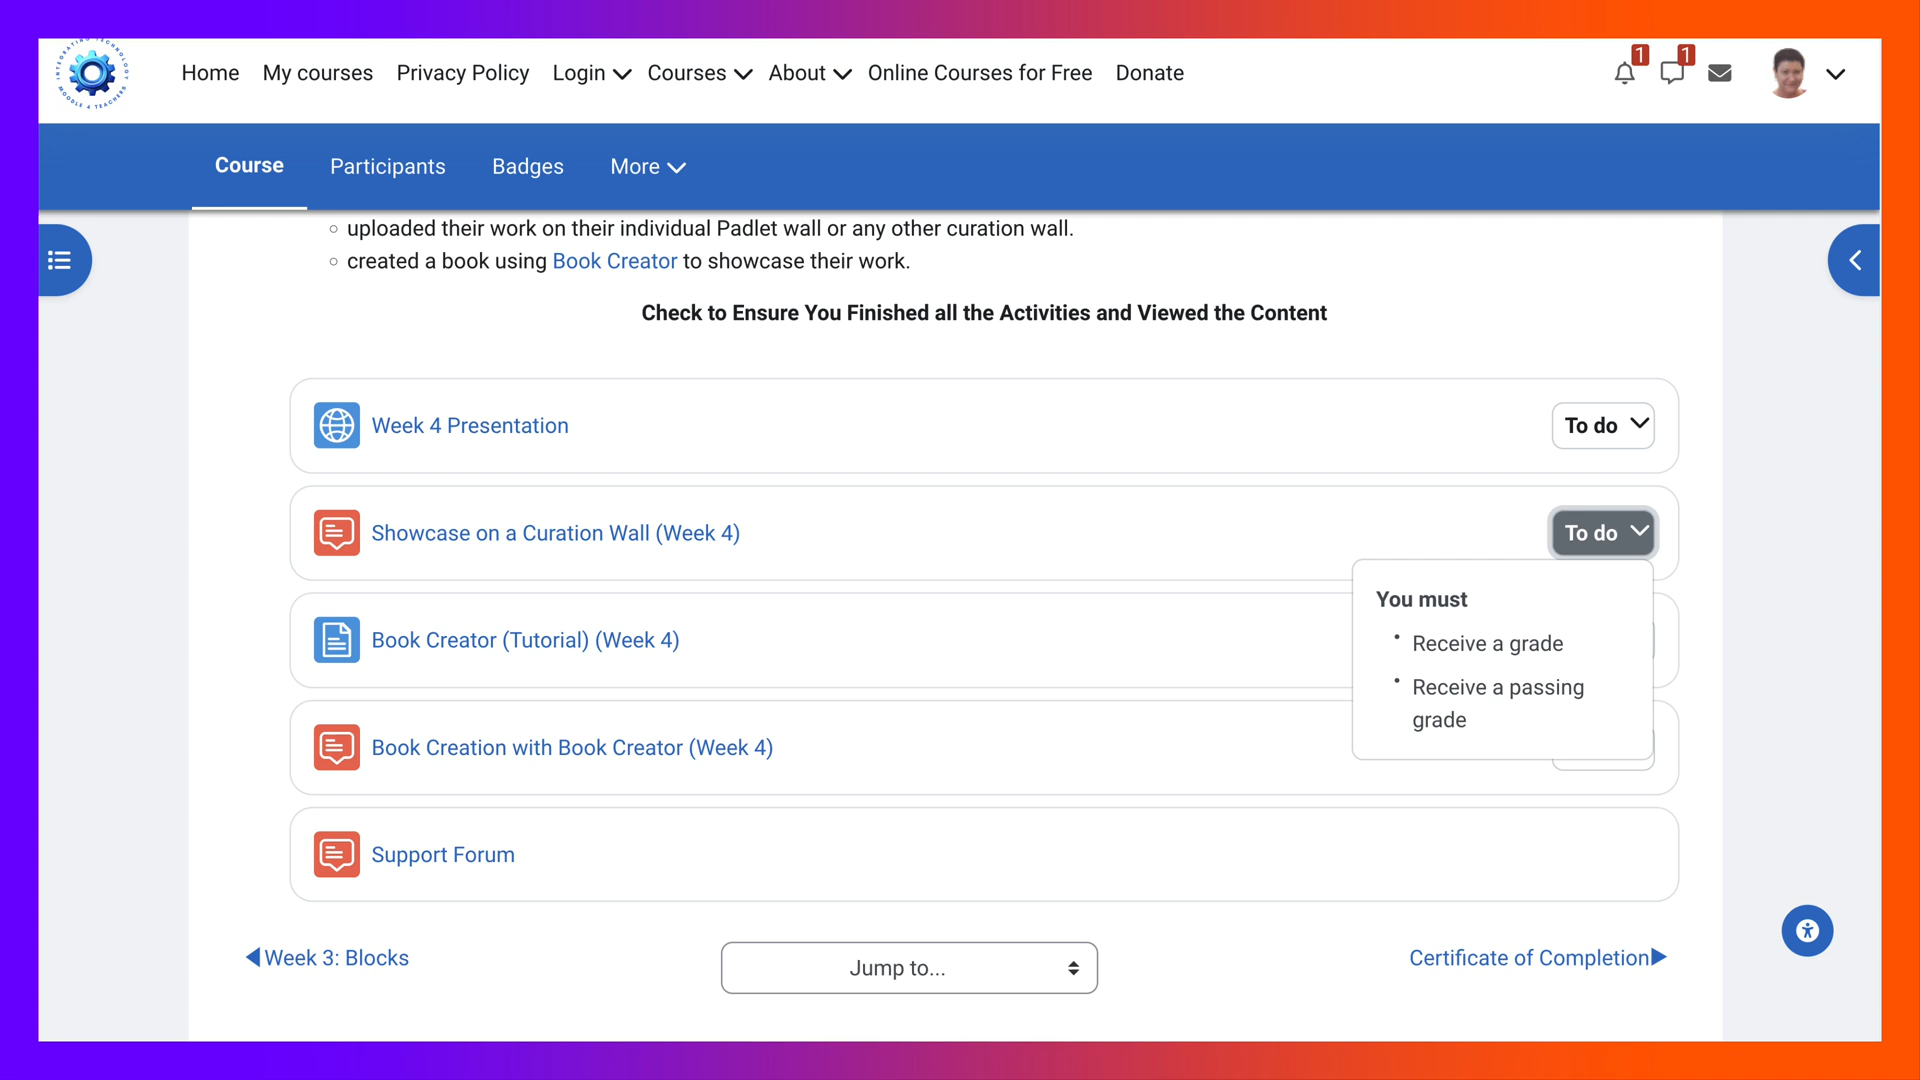 INTEGRATING TECHNOLOGY
MOODLE 4 TEACHERS
Home My courses Privacy Policy Login Courses About Online Courses for Free Donate
1 1
Course Participants Badges More
uploaded their work on their individual Padlet wall or any other curation wall.
created a book using Book Creator to showcase their work.
Check to Ensure You Finished all the Activities and Viewed the Content
Week 4 Presentation
To do
Showcase on a Curation Wall (Week 4)
To do
You must
Receive a grade
Receive a passing
grade
Book Creator (Tutorial) (Week 4)
Book Creation with Book Creator (Week 4)
Support Forum
Week 3: Blocks
Jump to...
Certificate of Completion